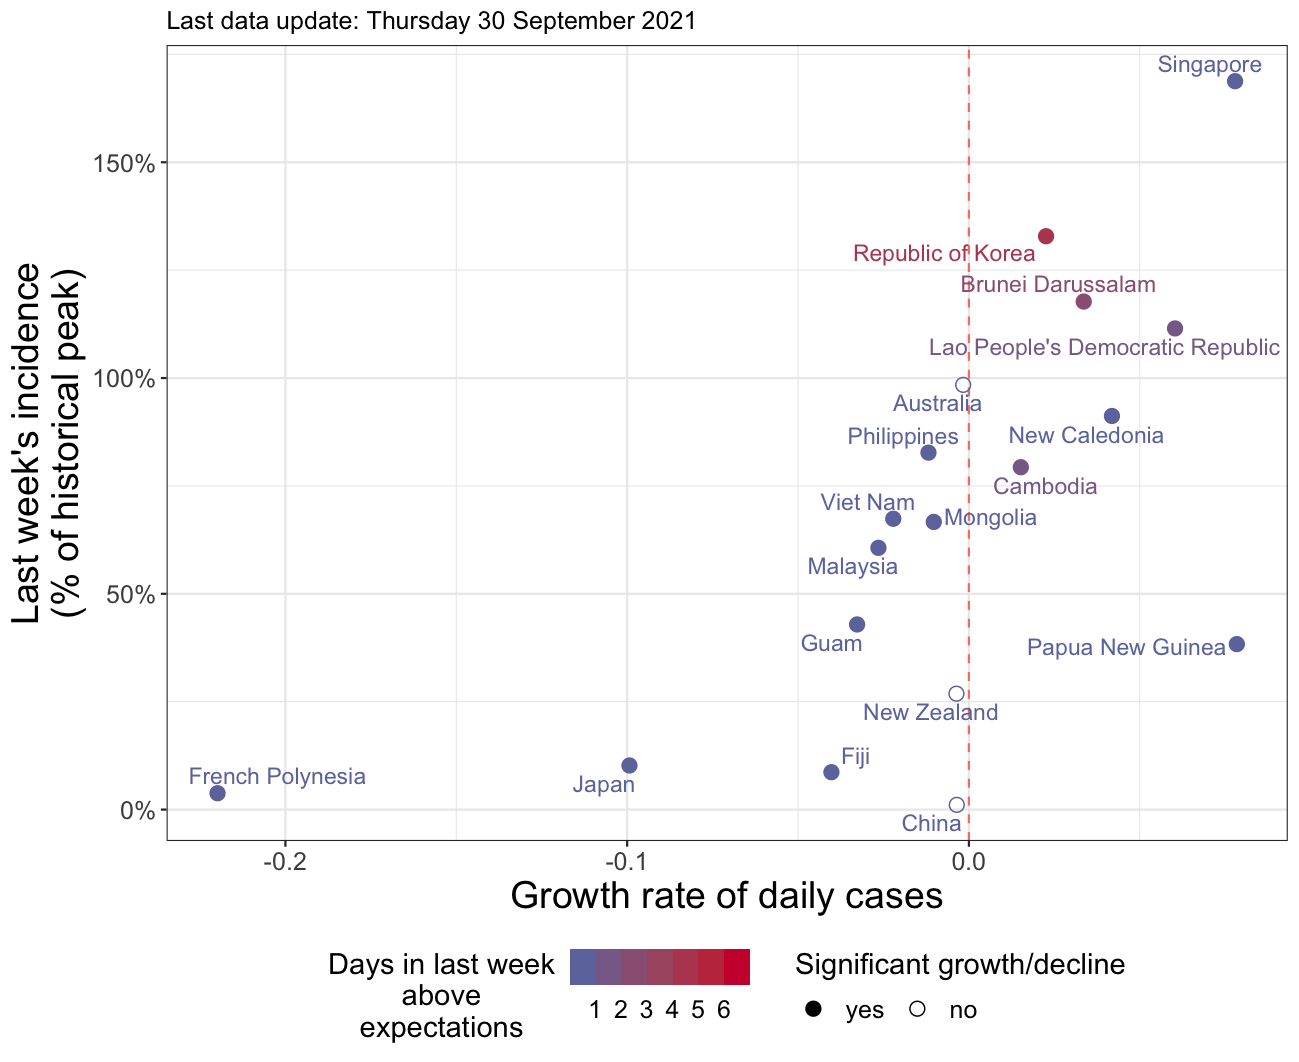 Last data update: Thursday 30 September 2021
Last week's incidence
(% of historical peak)
150%
100%
50%
0%
Singapore
Republic of Korea
Brunei Darussalam
Lao People's Democratic Republic
Australia
Philippines
New Caledonia
Cambodia
Viet Nam
Mongolia
Malaysia
Guam
Papua New Guinea
New Zealand
Fiji
French Polynesia
Japan
China
-0.2 -0.1 0.0
Growth rate of daily cases
Days in last week
above
expectations
1 2 3 4 5 6
Significant growth/decline
yes no